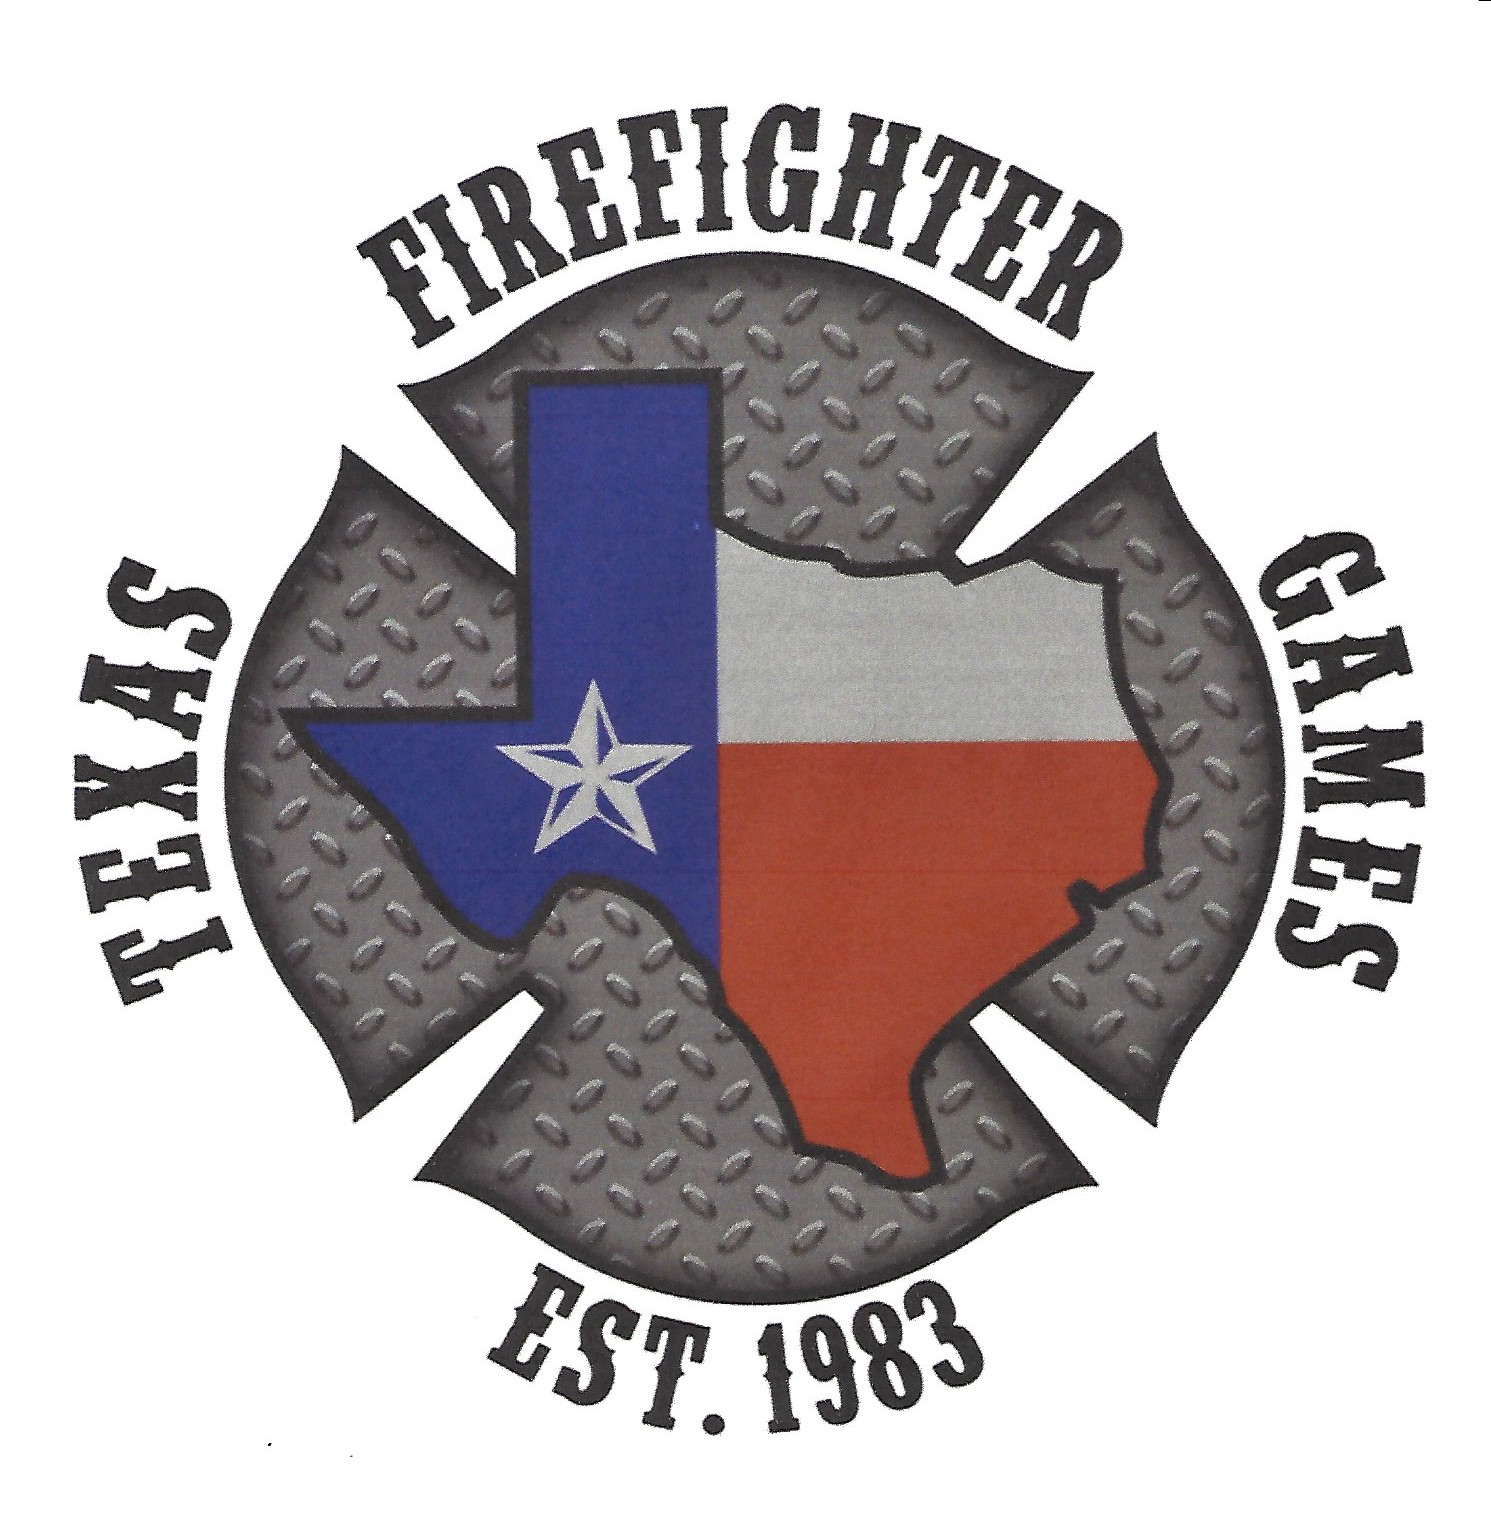 TEXAS
FIREFIGHTER
GAMES
EST. 1983